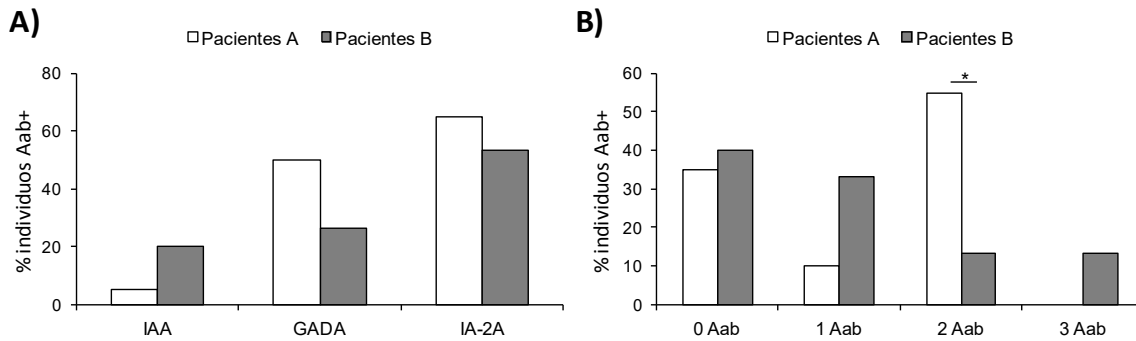 A)
Pacientes A Pacientes B
% individuos Aab+
80
60
40
20
0
IAA GADA IA-2A
B)
Pacientes A Pacientes B
% individuos Aab+
60
50
40
30
20
10
0
*
0 Aab 1 Aab 2 Aab 3 Aab